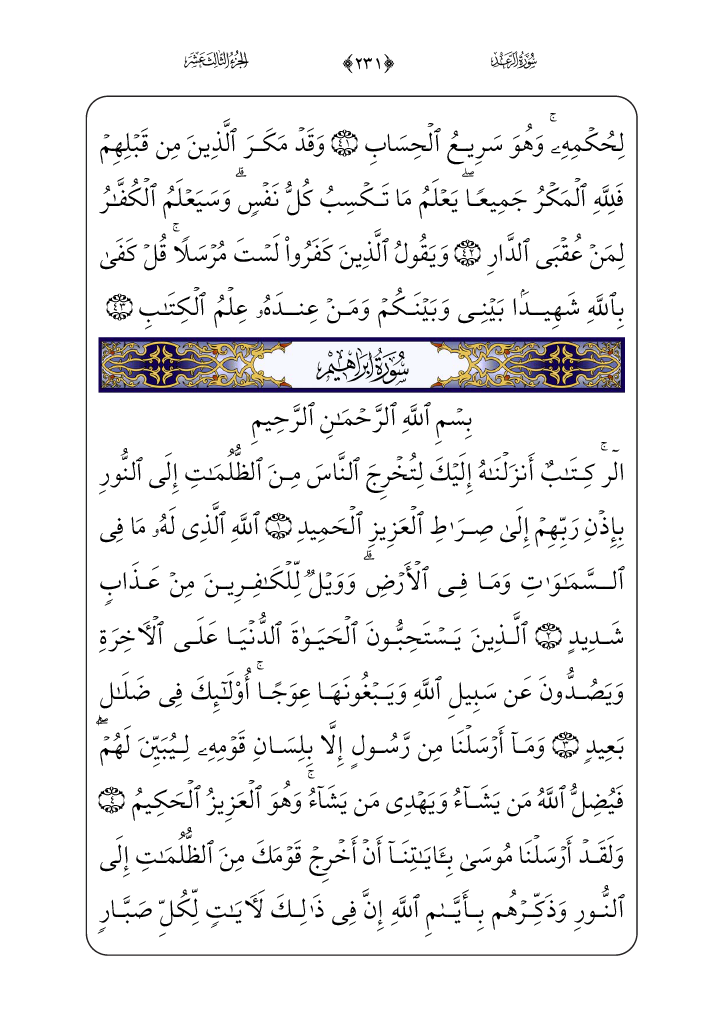 سُورَةُ الرَّعۡدِ ﴿٢٣١﴾ الجُزءُ الثَّالِثَ عَشَرَ
لِحُكۡمِهِۦۚ وَهُوَ سَرِيعُ ٱلۡحِسَابِ ۝٤١ وَقَدۡ مَكَرَ ٱلَّذِينَ مِن قَبۡلِهِمۡ
فَلِلَّهِ ٱلۡمَكۡرُ جَمِيعٗاۖ يَعۡلَمُ مَا تَكۡسِبُ كُلُّ نَفۡسٖۗ وَسَيَعۡلَمُ ٱلۡكُفَّٰرُ
لِمَنۡ عُقۡبَى ٱلدَّارِ ۝٤٢ وَيَقُولُ ٱلَّذِينَ كَفَرُواْ لَسۡتَ مُرۡسَلٗاۚ قُلۡ كَفَىٰ
بِٱللَّهِ شَهِيدَۢا بَيۡنِي وَبَيۡنَكُمۡ وَمَنۡ عِندَهُۥ عِلۡمُ ٱلۡكِتَٰبِ ۝٤٣
سُورَةُ إِبۡرَاهِيمَ
بِسۡمِ ٱللَّهِ ٱلرَّحۡمَٰنِ ٱلرَّحِيمِ
الٓرۚ كِتَٰبٌ أَنزَلۡنَٰهُ إِلَيۡكَ لِتُخۡرِجَ ٱلنَّاسَ مِنَ ٱلظُّلُمَٰتِ إِلَى ٱلنُّورِ
بِإِذۡنِ رَبِّهِمۡ إِلَىٰ صِرَٰطِ ٱلۡعَزِيزِ ٱلۡحَمِيدِ ۝١ ٱللَّهِ ٱلَّذِي لَهُۥ مَا فِي
ٱلسَّمَٰوَٰتِ وَمَا فِي ٱلۡأَرۡضِۗ وَوَيۡلٞ لِّلۡكَٰفِرِينَ مِنۡ عَذَابٖ
شَدِيدٍ ۝٢ ٱلَّذِينَ يَسۡتَحِبُّونَ ٱلۡحَيَوٰةَ ٱلدُّنۡيَا عَلَى ٱلۡأٓخِرَةِ
وَيَصُدُّونَ عَن سَبِيلِ ٱللَّهِ وَيَبۡغُونَهَا عِوَجًاۚ أُوْلَٰٓئِكَ فِي ضَلَٰلِۭ
بَعِيدٖ ۝٣ وَمَآ أَرۡسَلۡنَا مِن رَّسُولٍ إِلَّا بِلِسَانِ قَوۡمِهِۦ لِيُبَيِّنَ لَهُمۡۖ
فَيُضِلُّ ٱللَّهُ مَن يَشَآءُ وَيَهۡدِي مَن يَشَآءُۚ وَهُوَ ٱلۡعَزِيزُ ٱلۡحَكِيمُ ۝٤
وَلَقَدۡ أَرۡسَلۡنَا مُوسَىٰ بِـَٔايَٰتِنَآ أَنۡ أَخۡرِجۡ قَوۡمَكَ مِنَ ٱلظُّلُمَٰتِ إِلَى
ٱلنُّورِ وَذَكِّرۡهُم بِأَيَّىٰمِ ٱللَّهِۚ إِنَّ فِي ذَٰلِكَ لَأٓيَٰتٖ لِّكُلِّ صَبَّارٖ